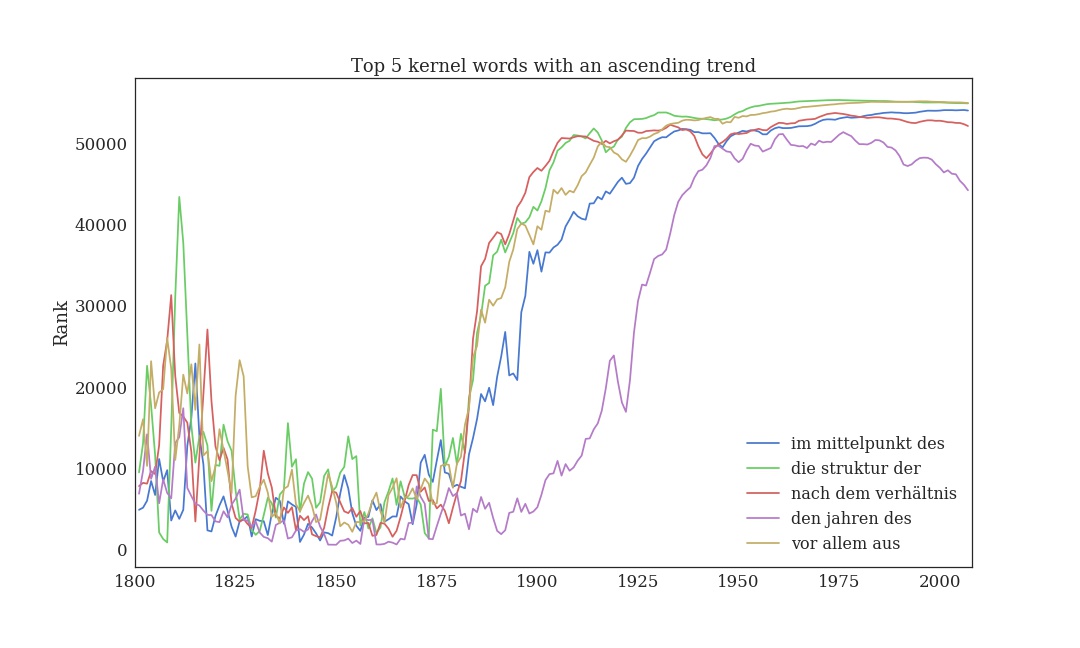 Top 5 kernel words with an ascending trend
Rank
50000
40000
30000
20000
10000
0
im mittelpunkt des
die struktur der
nach dem verhältnis
den jahren des
vor allem aus
1800 1825 1850 1875 1900 1925 1950 1975 2000